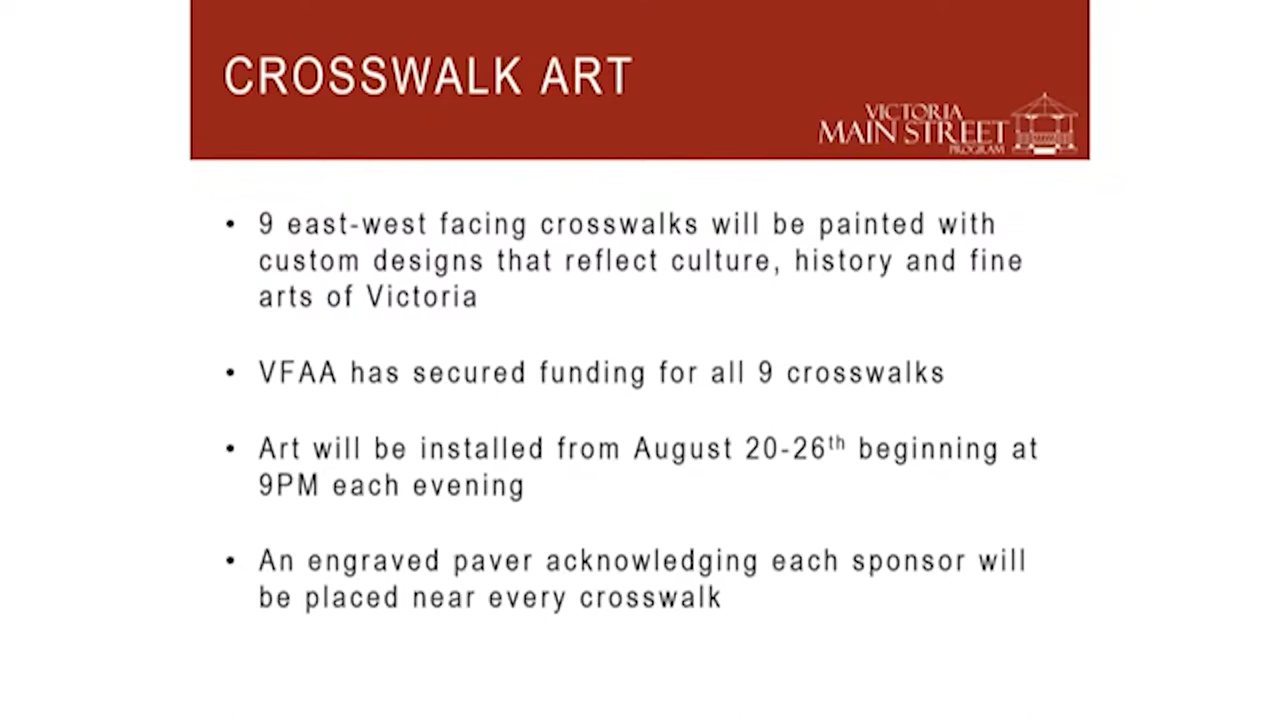 CROSSWALK ART
VICTORIA
MAIN STREET
PROGRAM
• 9 east-west facing crosswalks will be painted with
custom designs that reflect culture, history and fine
arts of Victoria
• VFAA has secured funding for all 9 crosswalks
• Art will be installed from August 20-26th beginning at
9PM each evening
• An engraved paver acknowledging each sponsor will
be placed near every crosswalk